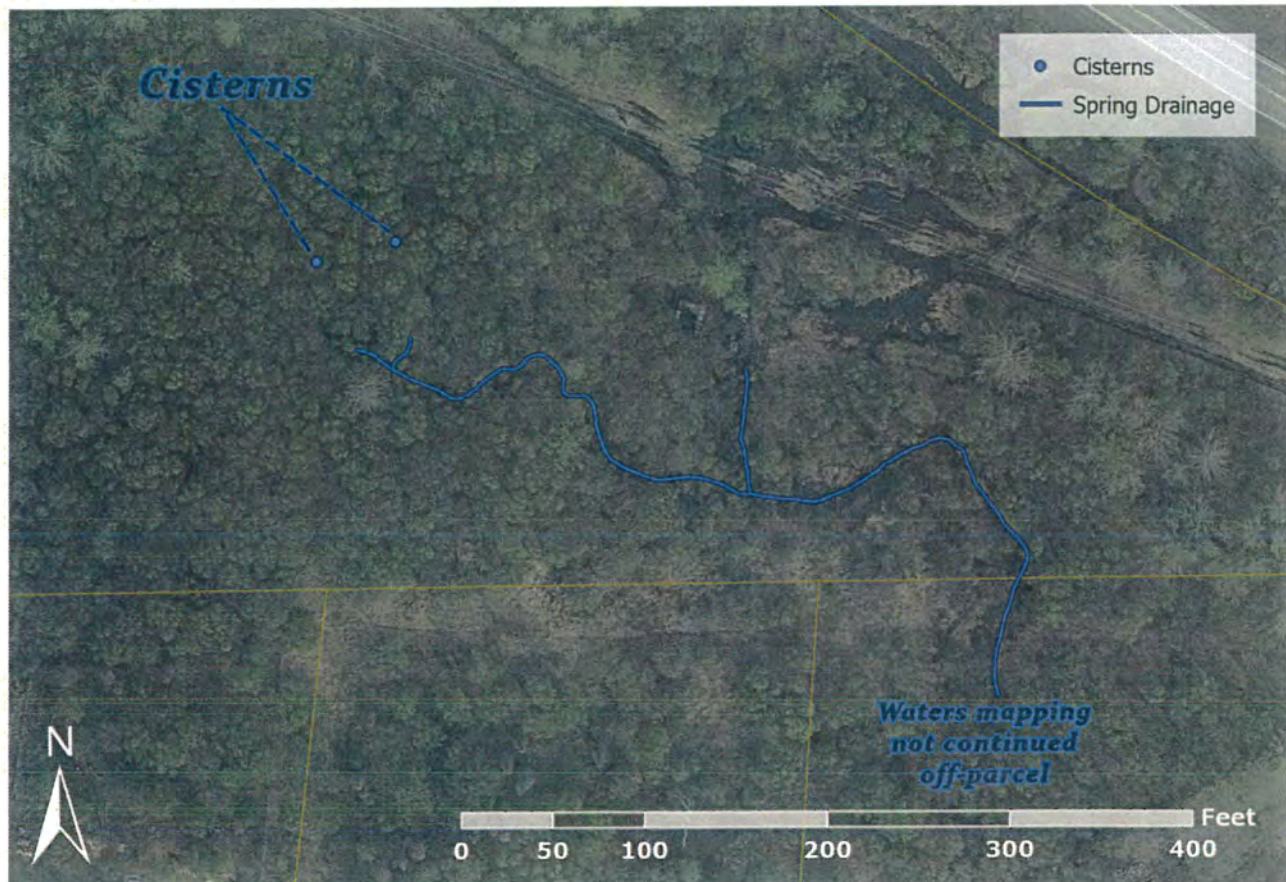 Cisterns
Cisterns
Spring Drainage
Waters mapping
not continued
off-parcel
N
Feet
0 50 100 200 300 400